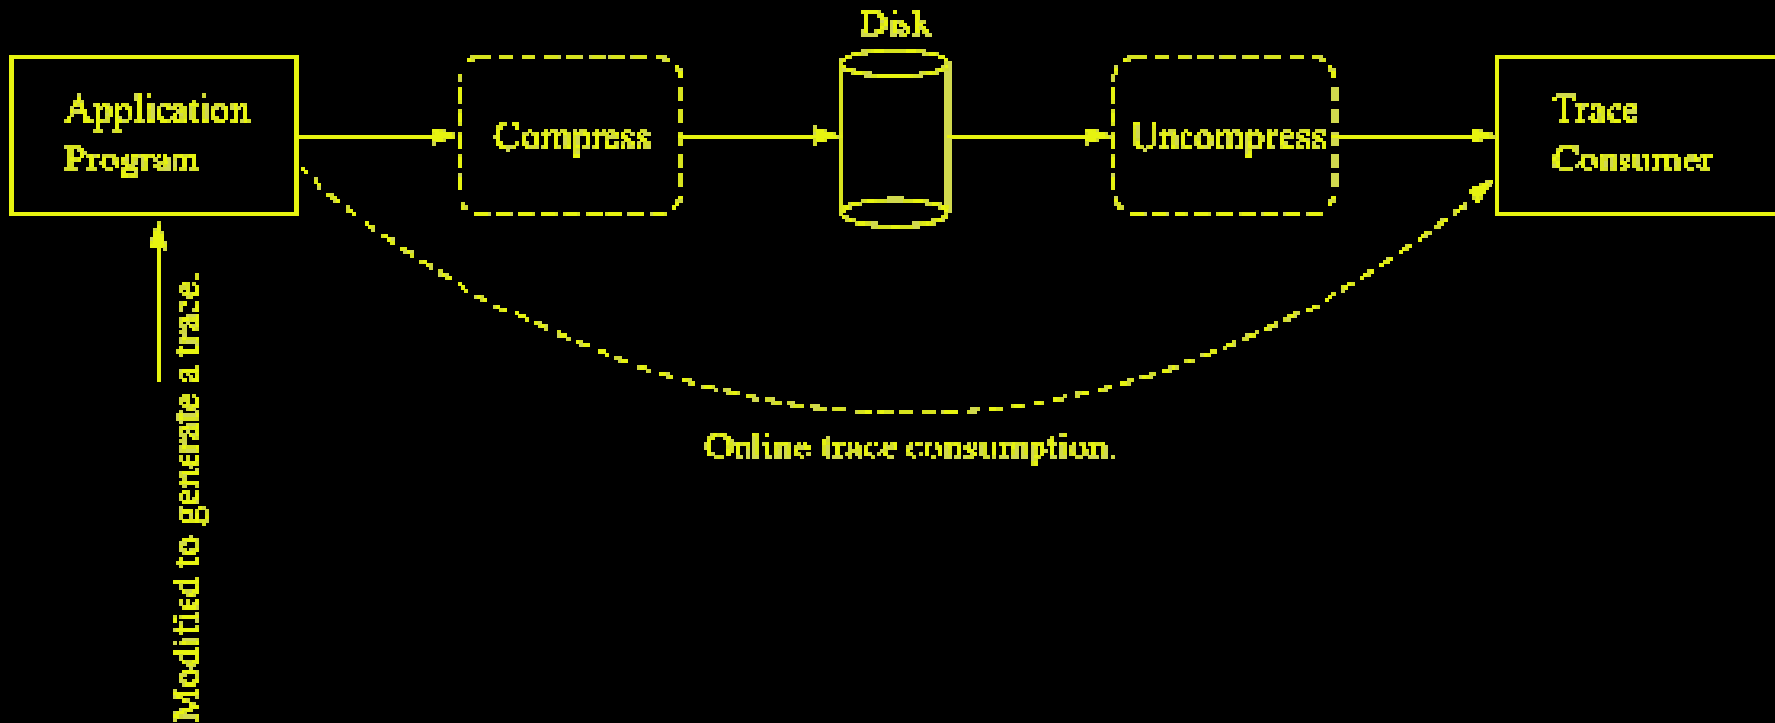 Disk
Application
Program
Compress
Uncompress
Trace
Consumer
Modified to generate a trace.
Online trace consumption.